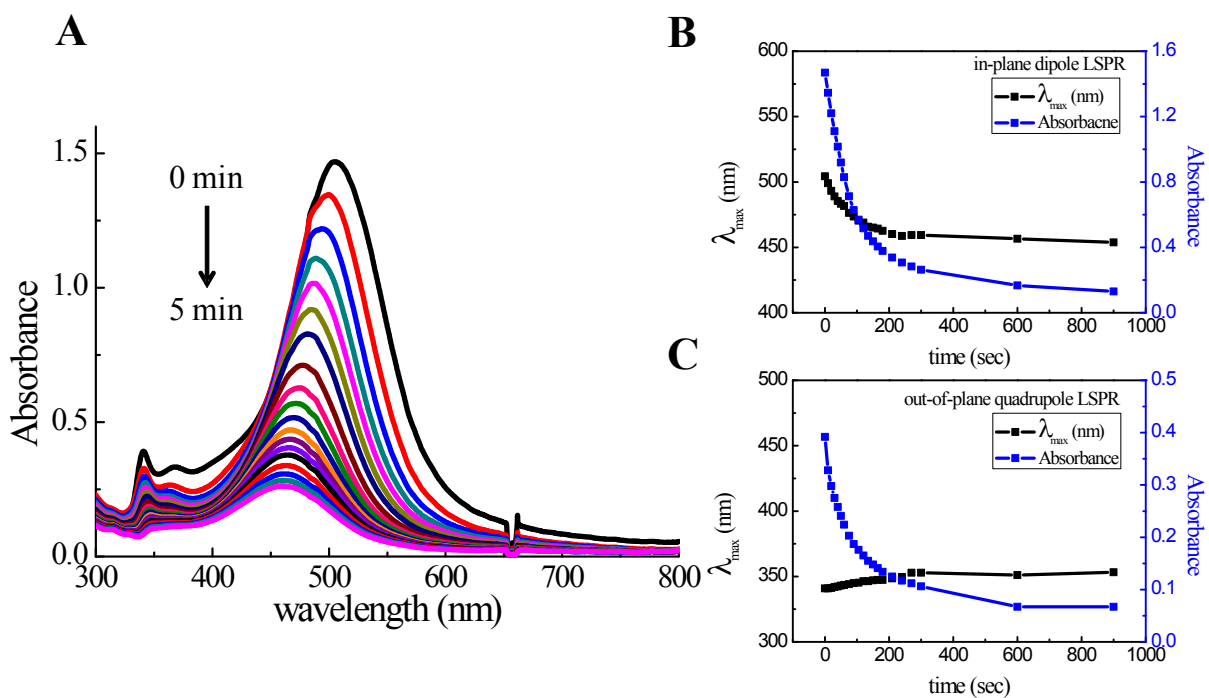 A
0 min
5 min
1.5
1.0
0.5
0.0
Absorbance
300
400
500
600
700
800
wavelength (nm)
B
in-plane dipole LSPR
λmax (nm)
Absorbacne
600
550
500
450
400
λmax (nm)
1.6
1.2
0.8
0.4
0.0
Absorbance
0
200
400
600
800
1000
time (sec)
C
out-of-plane quadrupole LSPR
λmax (nm)
Absorbance
500
450
400
350
300
λmax (nm)
0.5
0.4
0.3
0.2
0.1
0.0
Absorbance
0
200
400
600
800
1000
time (sec)